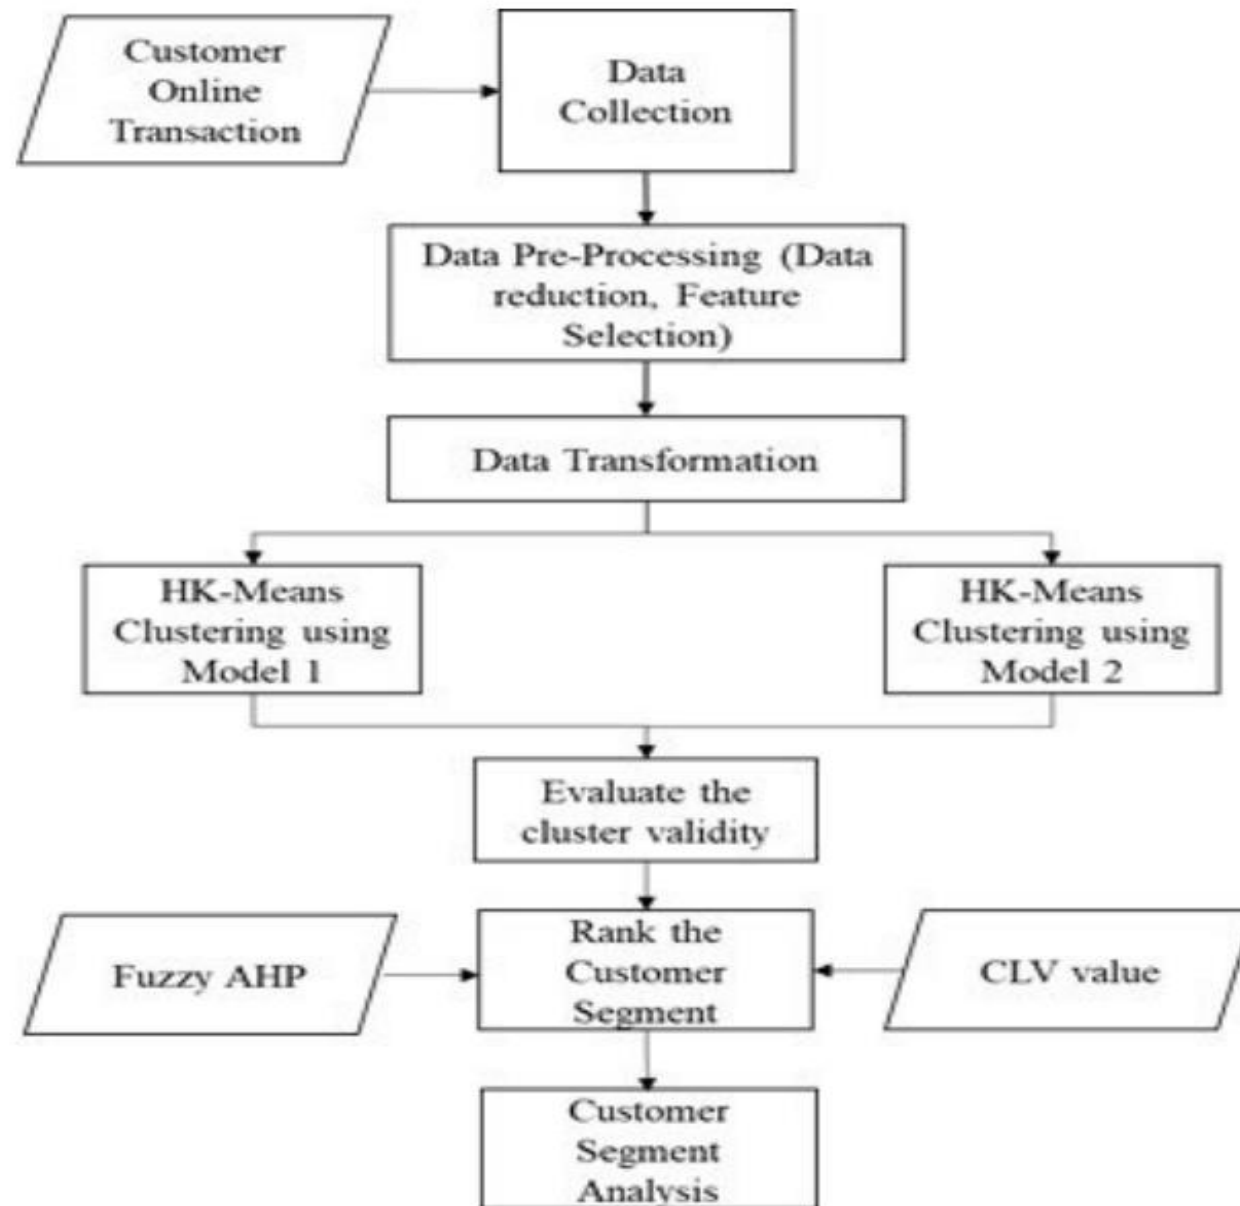 Customer
Online
Transaction
Data
Collection
Data Pre-Processing (Data
reduction, Feature
Selection)
Data Transformation
HK-Means
Clustering using
Model 1
HK-Means
Clustering using
Model 2
Evaluate the
cluster validity
Fuzzy AHP
Rank the
Customer
Segment
CLV value
Customer
Segment
Analysis